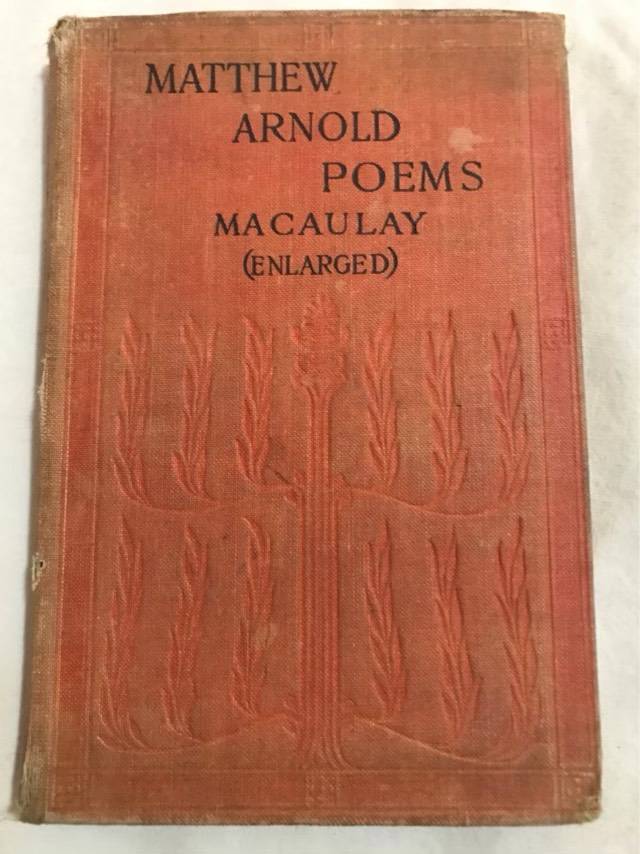 MATTHEW
ARNOLD
POEMS
MACAULAY
(ENLARGED)